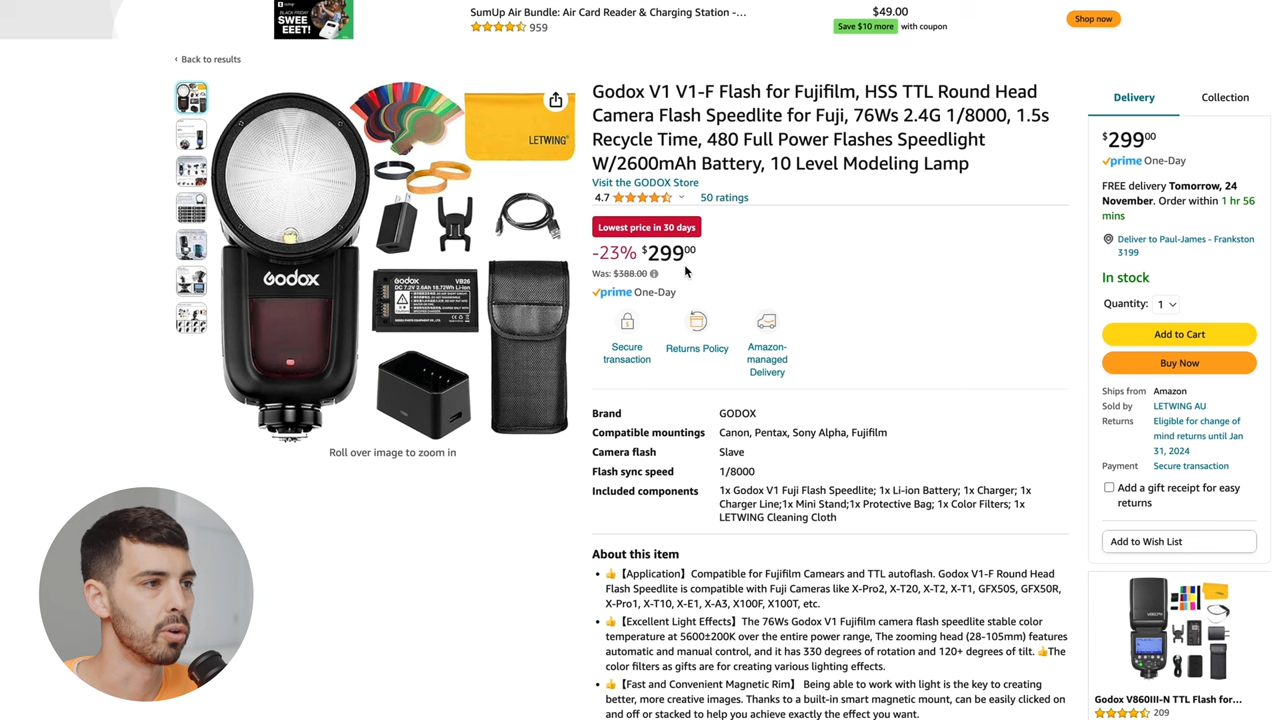 SumUp Air Bundle: Air Card Reader & Charging Station -...
959
$49.00
Save $10 more with coupon
Shop now
BLACK FRIDAY
SWEE
EEET!
‹ Back to results
LETWING®
Godox
Godox VB26
DC 7.2V 2.6Ah 18.72Wh Li-ion
Roll over image to zoom in
Godox V1 V1-F Flash for Fujifilm, HSS TTL Round Head
Camera Flash Speedlite for Fuji, 76Ws 2.4G 1/8000, 1.5s
Recycle Time, 480 Full Power Flashes Speedlight
W/2600mAh Battery, 10 Level Modeling Lamp
Visit the GODOX Store
4.7 50 ratings
Lowest price in 30 days
-23% $299.00
Was: $388.00
prime One-Day
Secure
transaction
Returns Policy
Amazon-
managed
Delivery
Brand GODOX
Compatible mountings Canon, Pentax, Sony Alpha, Fujifilm
Camera flash Slave
Flash sync speed 1/8000
Included components 1x Godox V1 Fuji Flash Speedlite; 1x Li-ion Battery; 1x Charger; 1x
Charger Line;1x Mini Stand;1x Protective Bag; 1x Color Filters; 1x
LETWING Cleaning Cloth
About this item
• 👍【Application】Compatible for Fujifilm Camears and TTL autoflash. Godox V1-F Round Head
Flash Speedlite is compatible with Fuji Cameras like X-Pro2, X-T20, X-T2, X-T1, GFX50S, GFX50R,
X-Pro1, X-T10, X-E1, X-A3, X100F, X100T, etc.
• 👍【Excellent Light Effects】The 76Ws Godox V1 Fujifilm camera flash speedlite stable color
temperature at 5600±200K over the entire power range, The zooming head (28-105mm) features
automatic and manual control, and it has 330 degrees of rotation and 120+ degrees of tilt. 👍The
color filters as gifts are for creating various lighting effects.
• 👍【Fast and Convenient Magnetic Rim】 Being able to work with light is the key to creating
better, more creative images. Thanks to a built-in smart magnetic mount, can be easily clicked on
and off or stacked to help you achieve exactly the effect you want.
Delivery Collection
$299.00
prime One-Day
FREE delivery Tomorrow, 24
November. Order within 1 hr 56
mins
Deliver to Paul-James - Frankston
3199
In stock
Quantity: 1
Add to Cart
Buy Now
Ships from Amazon
Sold by LETWING AU
Returns Eligible for change of
mind returns until Jan
31, 2024
Payment Secure transaction
Add a gift receipt for easy
returns
Add to Wish List
Godox V860III-N TTL Flash for...
209